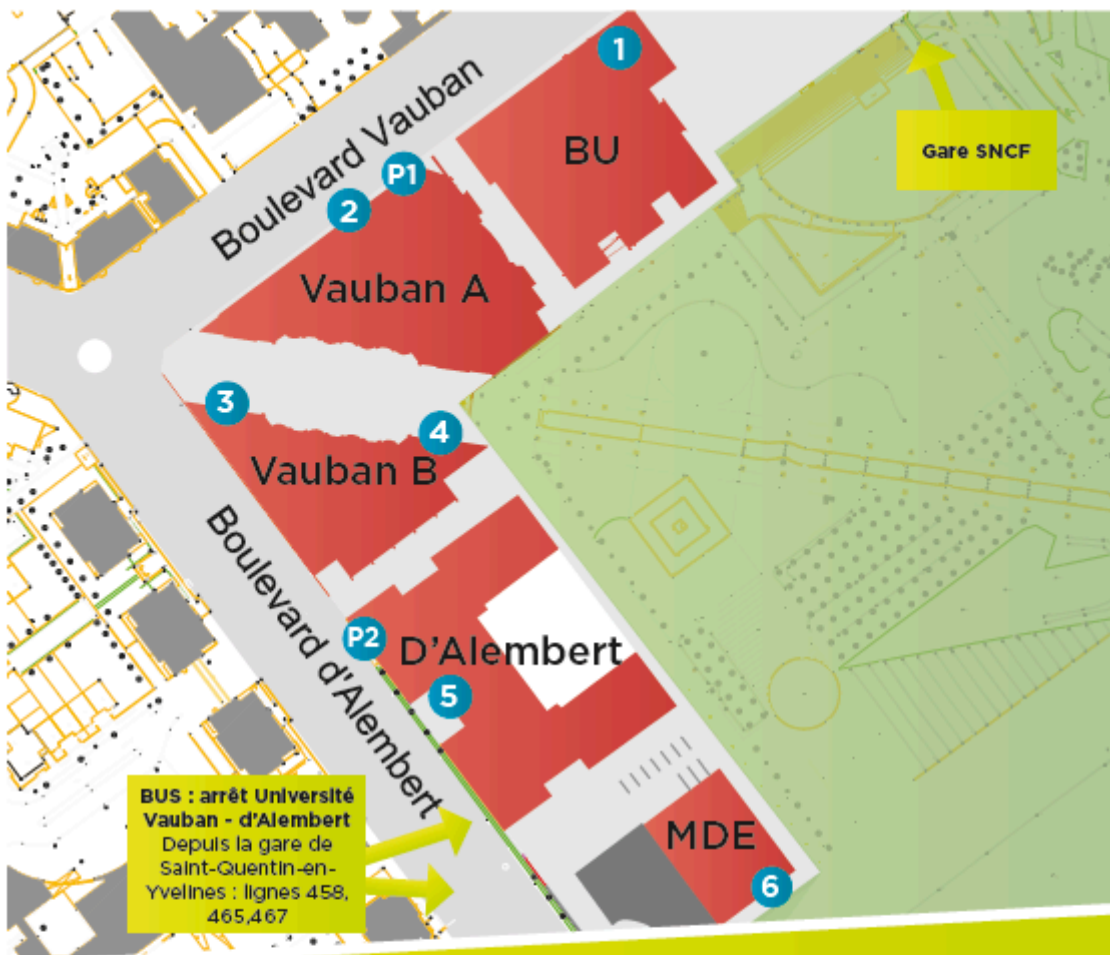 1
BU
Gare SNCF
Boulevard Vauban
P1
2
Vauban A
3
4
Vauban B
Boulevard d'Alembert
P2
D'Alembert
5
BUS : arrêt Université
Vauban - d'Alembert
Depuis la gare de
Saint-Quentin-en-
Yvelines : lignes 458,
465,467
MDE
6